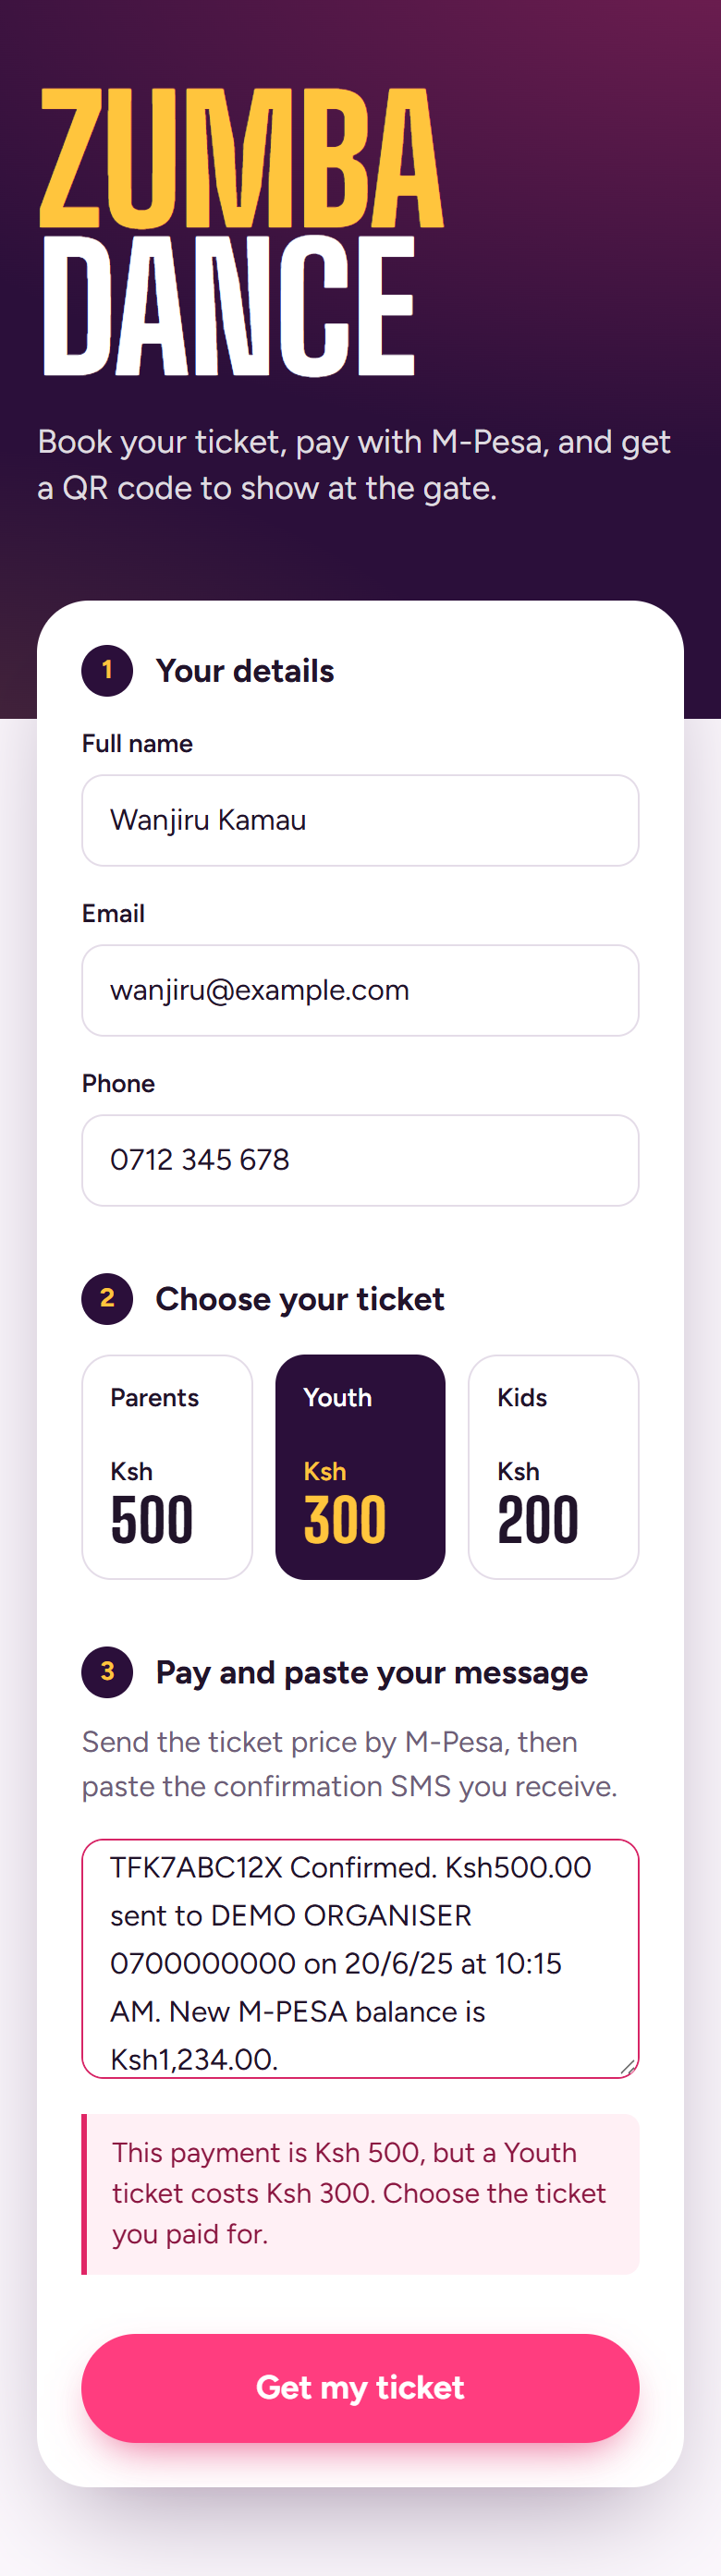 ZUMBA
DANCE
Book your ticket, pay with M-Pesa, and get
a QR code to show at the gate.
1 Your details
Full name
Wanjiru Kamau
Email
wanjiru@example.com
Phone
0712 345 678
2 Choose your ticket
Parents
Ksh
500
Youth
Ksh
300
Kids
Ksh
200
3 Pay and paste your message
Send the ticket price by M-Pesa, then
paste the confirmation SMS you receive.
TFK7ABC12X Confirmed. Ksh500.00
sent to DEMO ORGANISER
0700000000 on 20/6/25 at 10:15
AM. New M-PESA balance is
Ksh1,234.00.
This payment is Ksh 500, but a Youth
ticket costs Ksh 300. Choose the ticket
you paid for.
Get my ticket